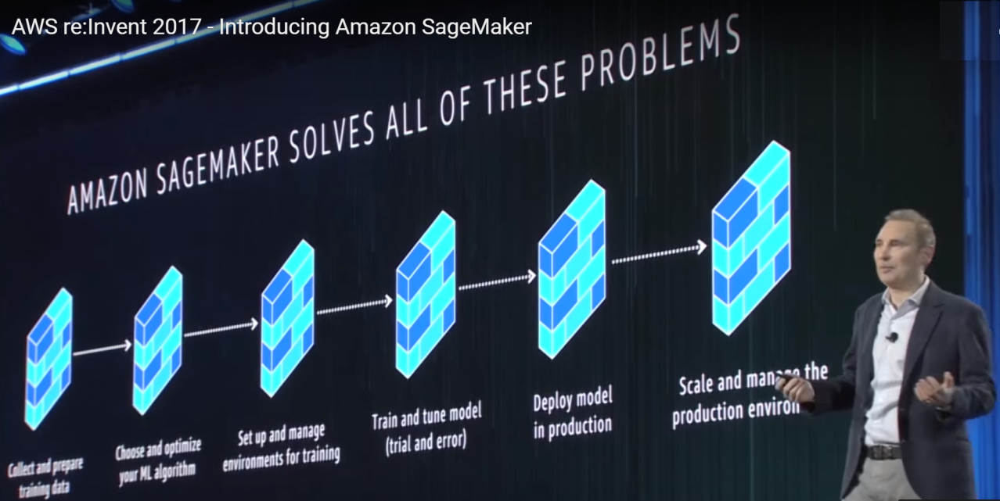 AWS re:Invent 2017 - Introducing Amazon SageMaker
AMAZON SAGEMAKER SOLVES ALL OF THESE PROBLEMS
Collect and prepare
training data
Choose and optimize
your ML algorithm
Set up and manage
environments for training
Train and tune model
(trial and error)
Deploy model
in production
Scale and manage the
production environ